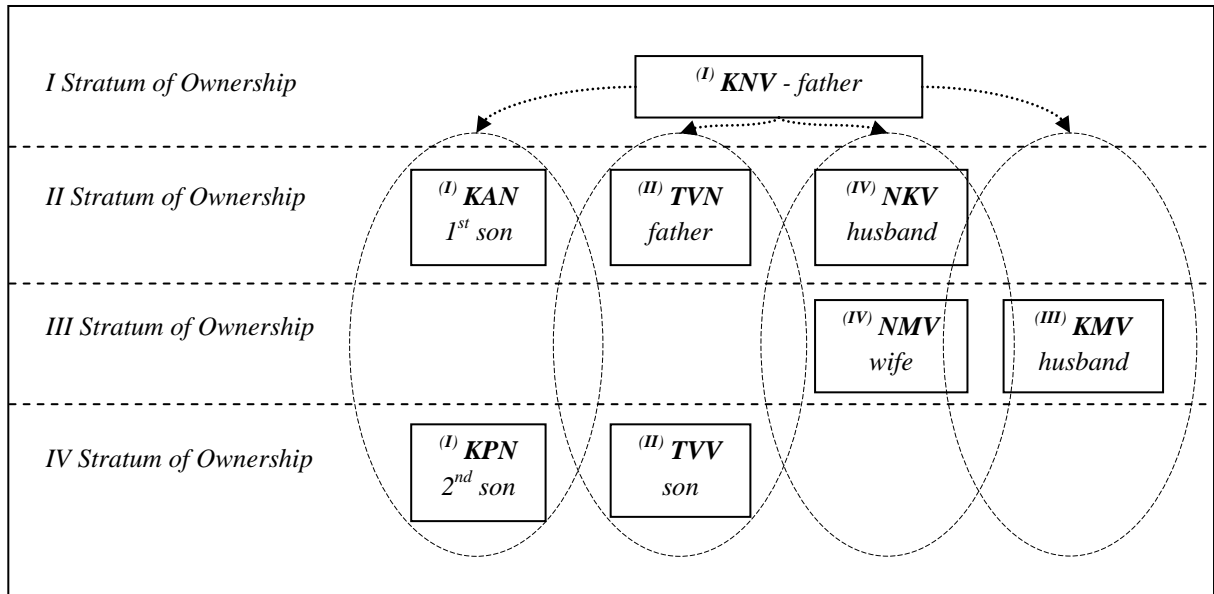 I Stratum of Ownership
(I) KNV - father
II Stratum of Ownership
(I) KAN
1st son
(II) TVN
father
(IV) NKV
husband
III Stratum of Ownership
(IV) NMV
wife
(III) KMV
husband
IV Stratum of Ownership
(I) KPN
2nd son
(II) TVV
son